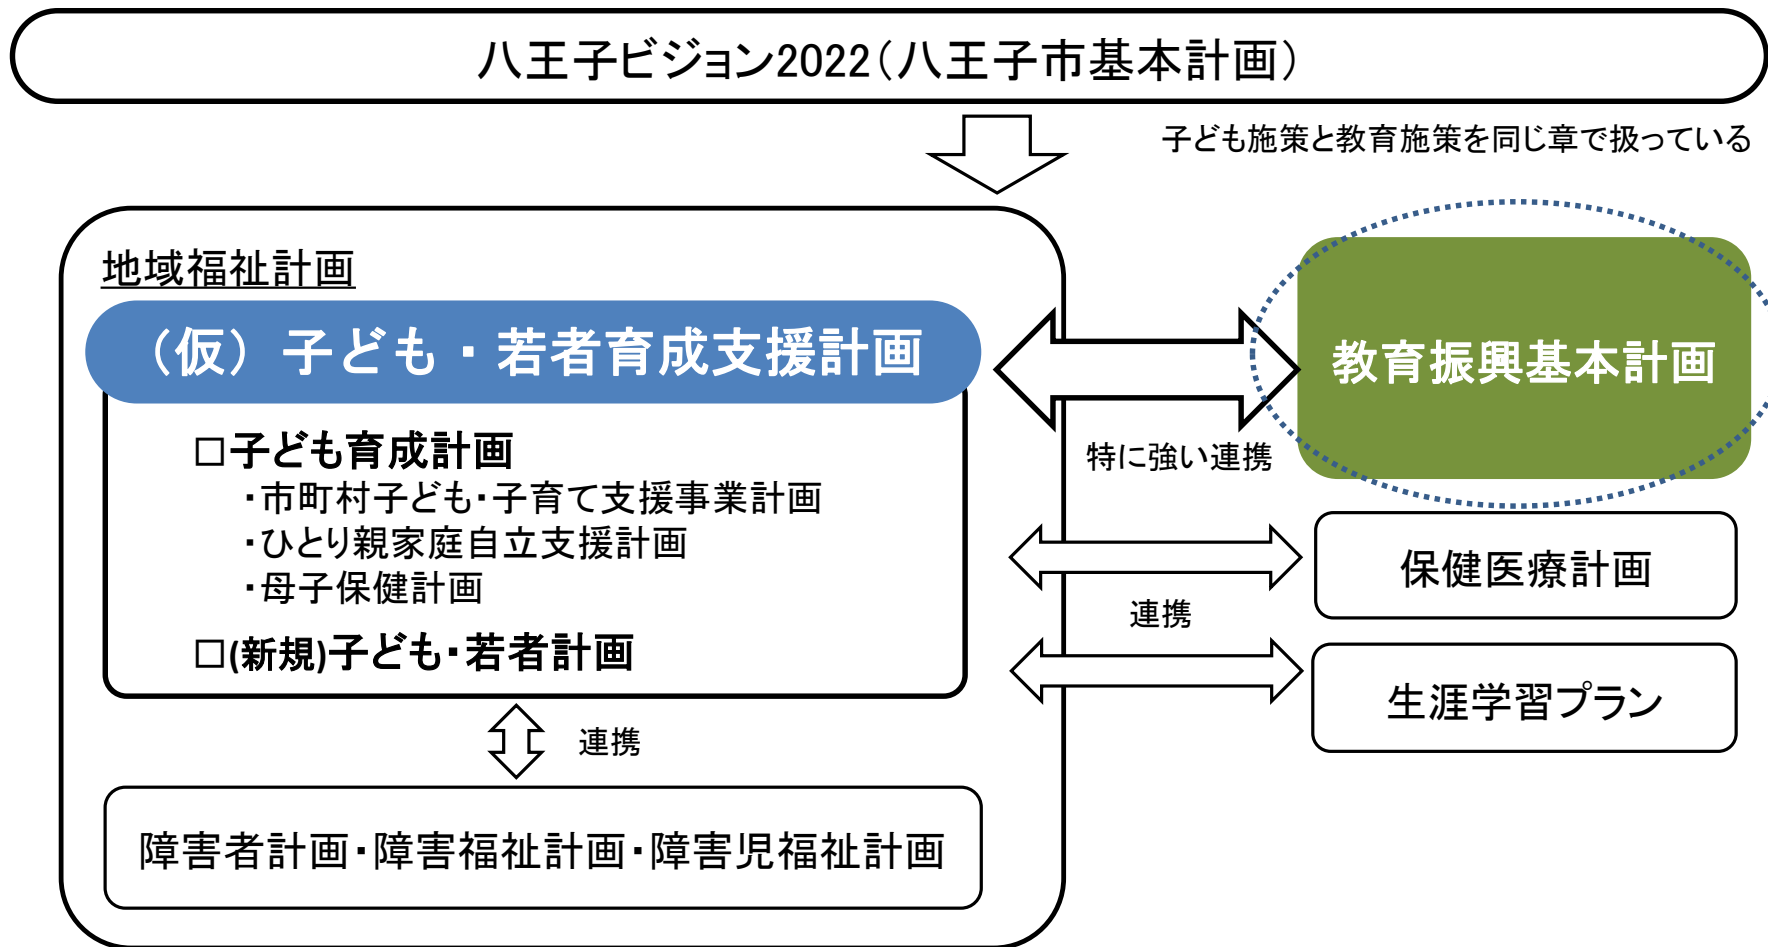 八王子ビジョン2022（八王子市基本計画）
子ども施策と教育施策を同じ章で扱っている
地域福祉計画
（仮）子ども・若者育成支援計画
□子ども育成計画
・市町村子ども・子育て支援事業計画
・ひとり親家庭自立支援計画
・母子保健計画
□(新規)子ども・若者計画
連携
障害者計画・障害福祉計画・障害児福祉計画
教育振興基本計画
特に強い連携
保健医療計画
連携
生涯学習プラン